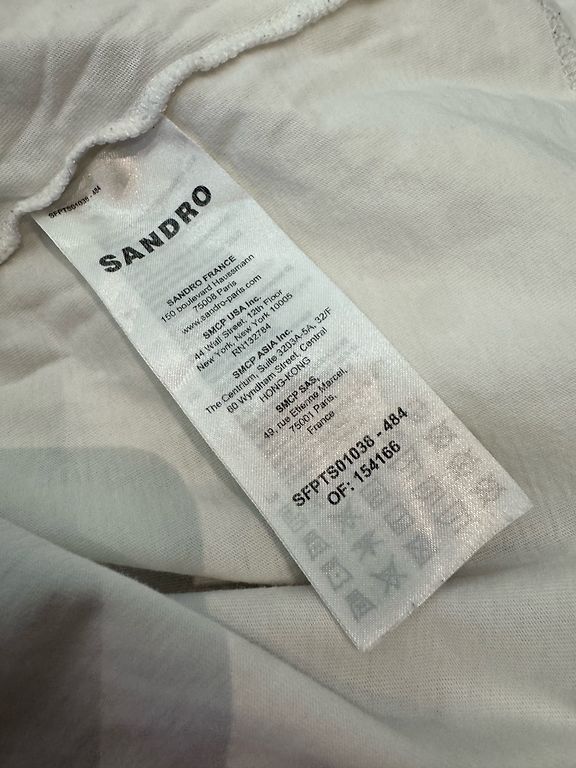 SFPTS01038 - 484
SANDRO
SANDRO FRANCE
150 boulevard Haussmann
75008 Paris
www.sandro-paris.com
SMCP USA Inc.
44 Wall Street, 12th Floor
New York, New York 10005
RN132784
SMCP ASIA Inc.
The Centrium, Suite 3203A-5A, 32/F
60 Wyndham Street, Central
HONG-KONG
SMCP SAS,
49, rue Etienne Marcel,
75001 Paris,
France
SFPTS01038 - 484
OF: 154166